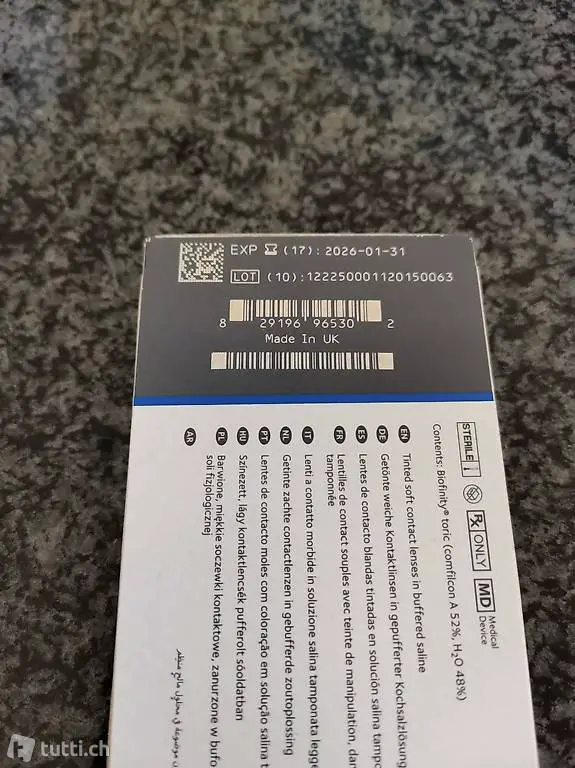 EXP (17): 2026-01-31
LOT (10): 122250001120150063
8 29196 96530 2
Made In UK
STERILE
Rx ONLY
MD Medical Device
Contents: Biofinity® toric (comfilcon A 52%, H₂O 48%)
EN Tinted soft contact lenses in buffered saline
DE Getönte weiche Kontaktlinsen in gepufferter Kochsalzlösung
ES Lentes de contacto blandas tintadas en solución salina
FR Lentilles de contact souples avec teinte de manipulation,
tamponnée
IT Lenti a contatto morbide in soluzione salina tamponata
NL Getinte zachte contactlenzen in gebufferde zoutoplossing
PT Lentes de contacto moles com coloração em solução salina
HU Színezett, lágy kontaktlencsék pufferolt sóoldatban
PL Barwione, miękkie soczewki kontaktowe, zanurzone w
soli fizjologicznej
AR
tutti.ch